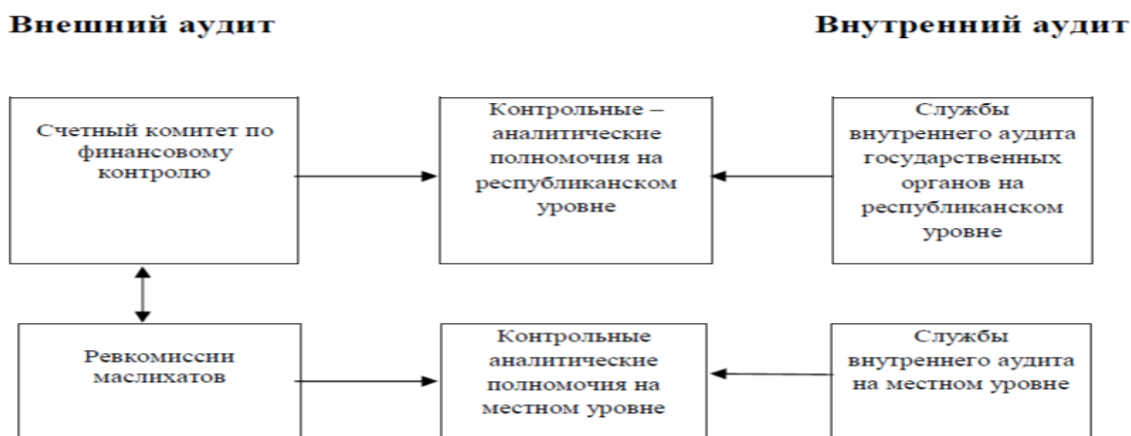 Внешний аудит
Внутренний аудит
Счетный комитет по
финансовому
контролю
Контрольные –
аналитические
полномочия на
республиканском
уровне
Службы
внутреннего аудита
государственных
органов на
республиканском
уровне
Ревкомиссии
маслихатов
Контрольные
аналитические
полномочия на
местном уровне
Службы
внутреннего аудита
на местном уровне